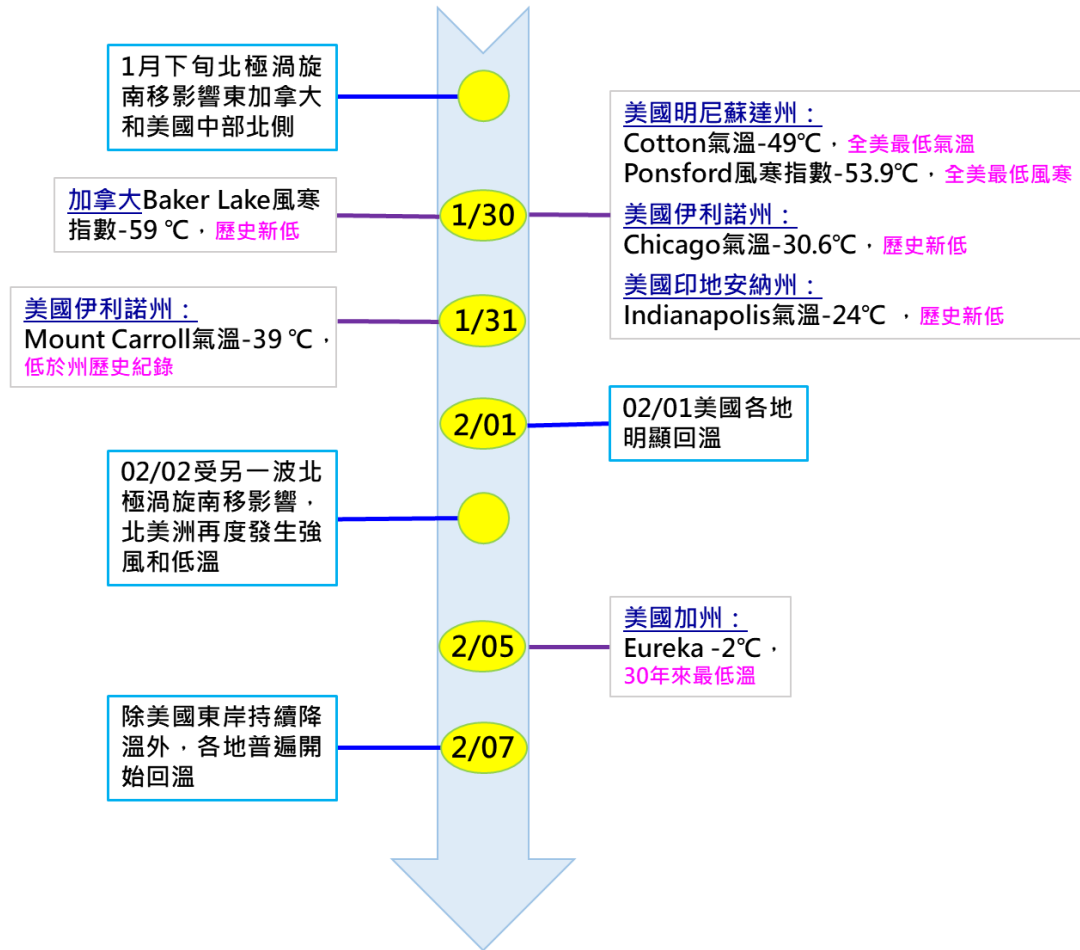 1月下旬北極渦旋
南移影響東加拿大
和美國中部北側
加拿大Baker Lake風寒
指數-59 ℃，歷史新低
1/30
美國明尼蘇達州：
Cotton氣溫-49℃，全美最低氣溫
Ponsford風寒指數-53.9℃，全美最低風寒
美國伊利諾州：
Chicago氣溫-30.6℃，歷史新低
美國印地安納州：
Indianapolis氣溫-24℃ ，歷史新低
美國伊利諾州：
Mount Carroll氣溫-39 ℃，
低於州歷史紀錄
1/31
2/01
02/01美國各地
明顯回溫
02/02受另一波北
極渦旋南移影響，
北美洲再度發生強
風和低溫
2/05
美國加州：
Eureka -2℃，
30年來最低溫
除美國東岸持續降
溫外，各地普遍開
始回溫
2/07